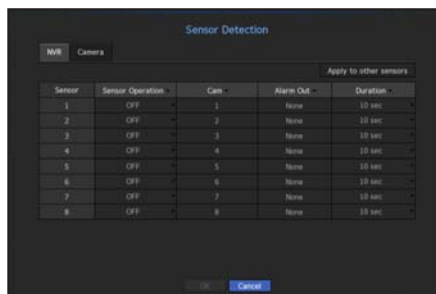 Sensor Detection
NVR Camera
Apply to other sensors
Sensor Sensor Operation Cam Alarm Out Duration
1 OFF 1 None 10 sec
2 OFF 2 None 10 sec
3 OFF 3 None 10 sec
4 OFF 4 None 10 sec
5 OFF 5 None 10 sec
6 OFF 6 None 10 sec
7 OFF 7 None 10 sec
8 OFF 8 None 10 sec
OK Cancel